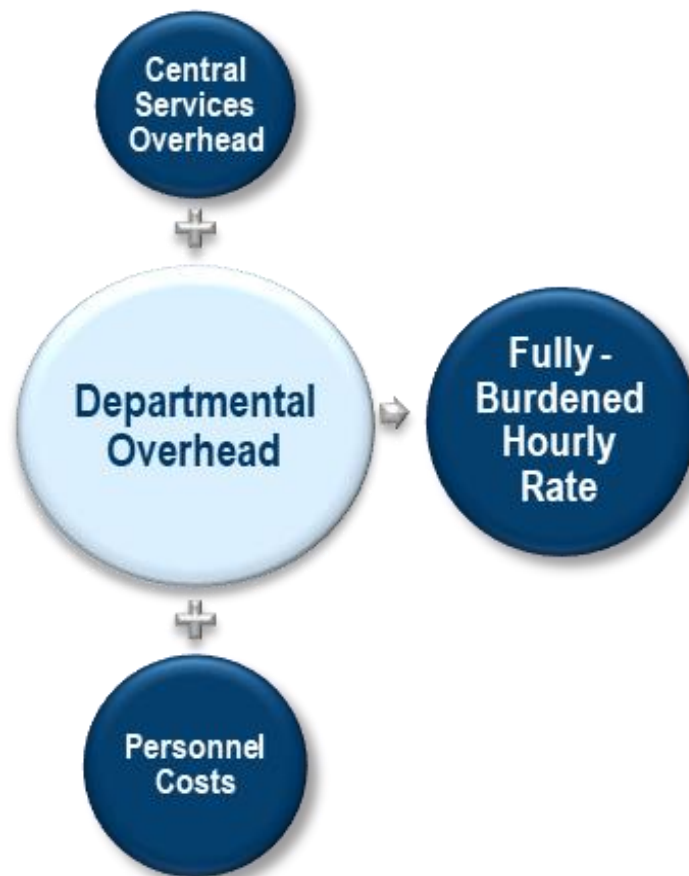 Central
Services
Overhead
Departmental
Overhead
Fully -
Burdened
Hourly
Rate
Personnel
Costs